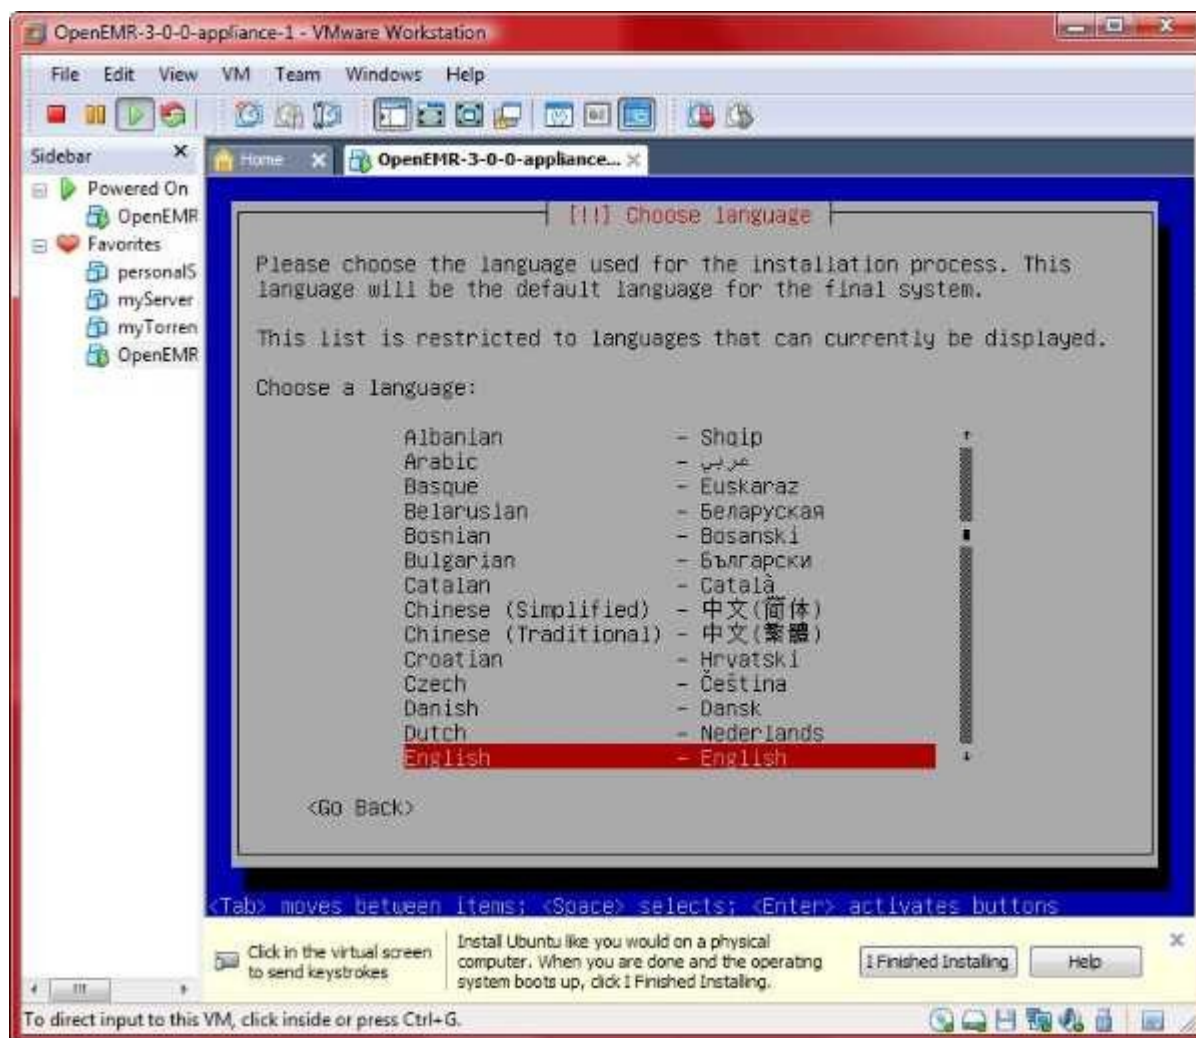 OpenEMR-3-0-0-appliance-1 - VMware Workstation
File Edit View VM Team Windows Help
Sidebar
Home
OpenEMR-3-0-0-appliance...
Powered On
OpenEMR
Favorites
personalS
myServer
myTorren
OpenEMR
[!!] Choose language
Please choose the language used for the installation process. This
language will be the default language for the final system.
This list is restricted to languages that can currently be displayed.
Choose a language:
Albanian - Shqip
Arabic - عربي
Basque - Euskaraz
Belarusian - Беларуская
Bosnian - Bosanski
Bulgarian - Български
Catalan - Català
Chinese (Simplified) - 中文(简体)
Chinese (Traditional) - 中文(繁體)
Croatian - Hrvatski
Czech - Čeština
Danish - Dansk
Dutch - Nederlands
English - English
<Go Back>
<Tab> moves between items; <Space> selects; <Enter> activates buttons
Click in the virtual screen
to send keystrokes
Install Ubuntu like you would on a physical
computer. When you are done and the operating
system boots up, click I Finished Installing.
I Finished Installing
Help
To direct input to this VM, click inside or press Ctrl+G.